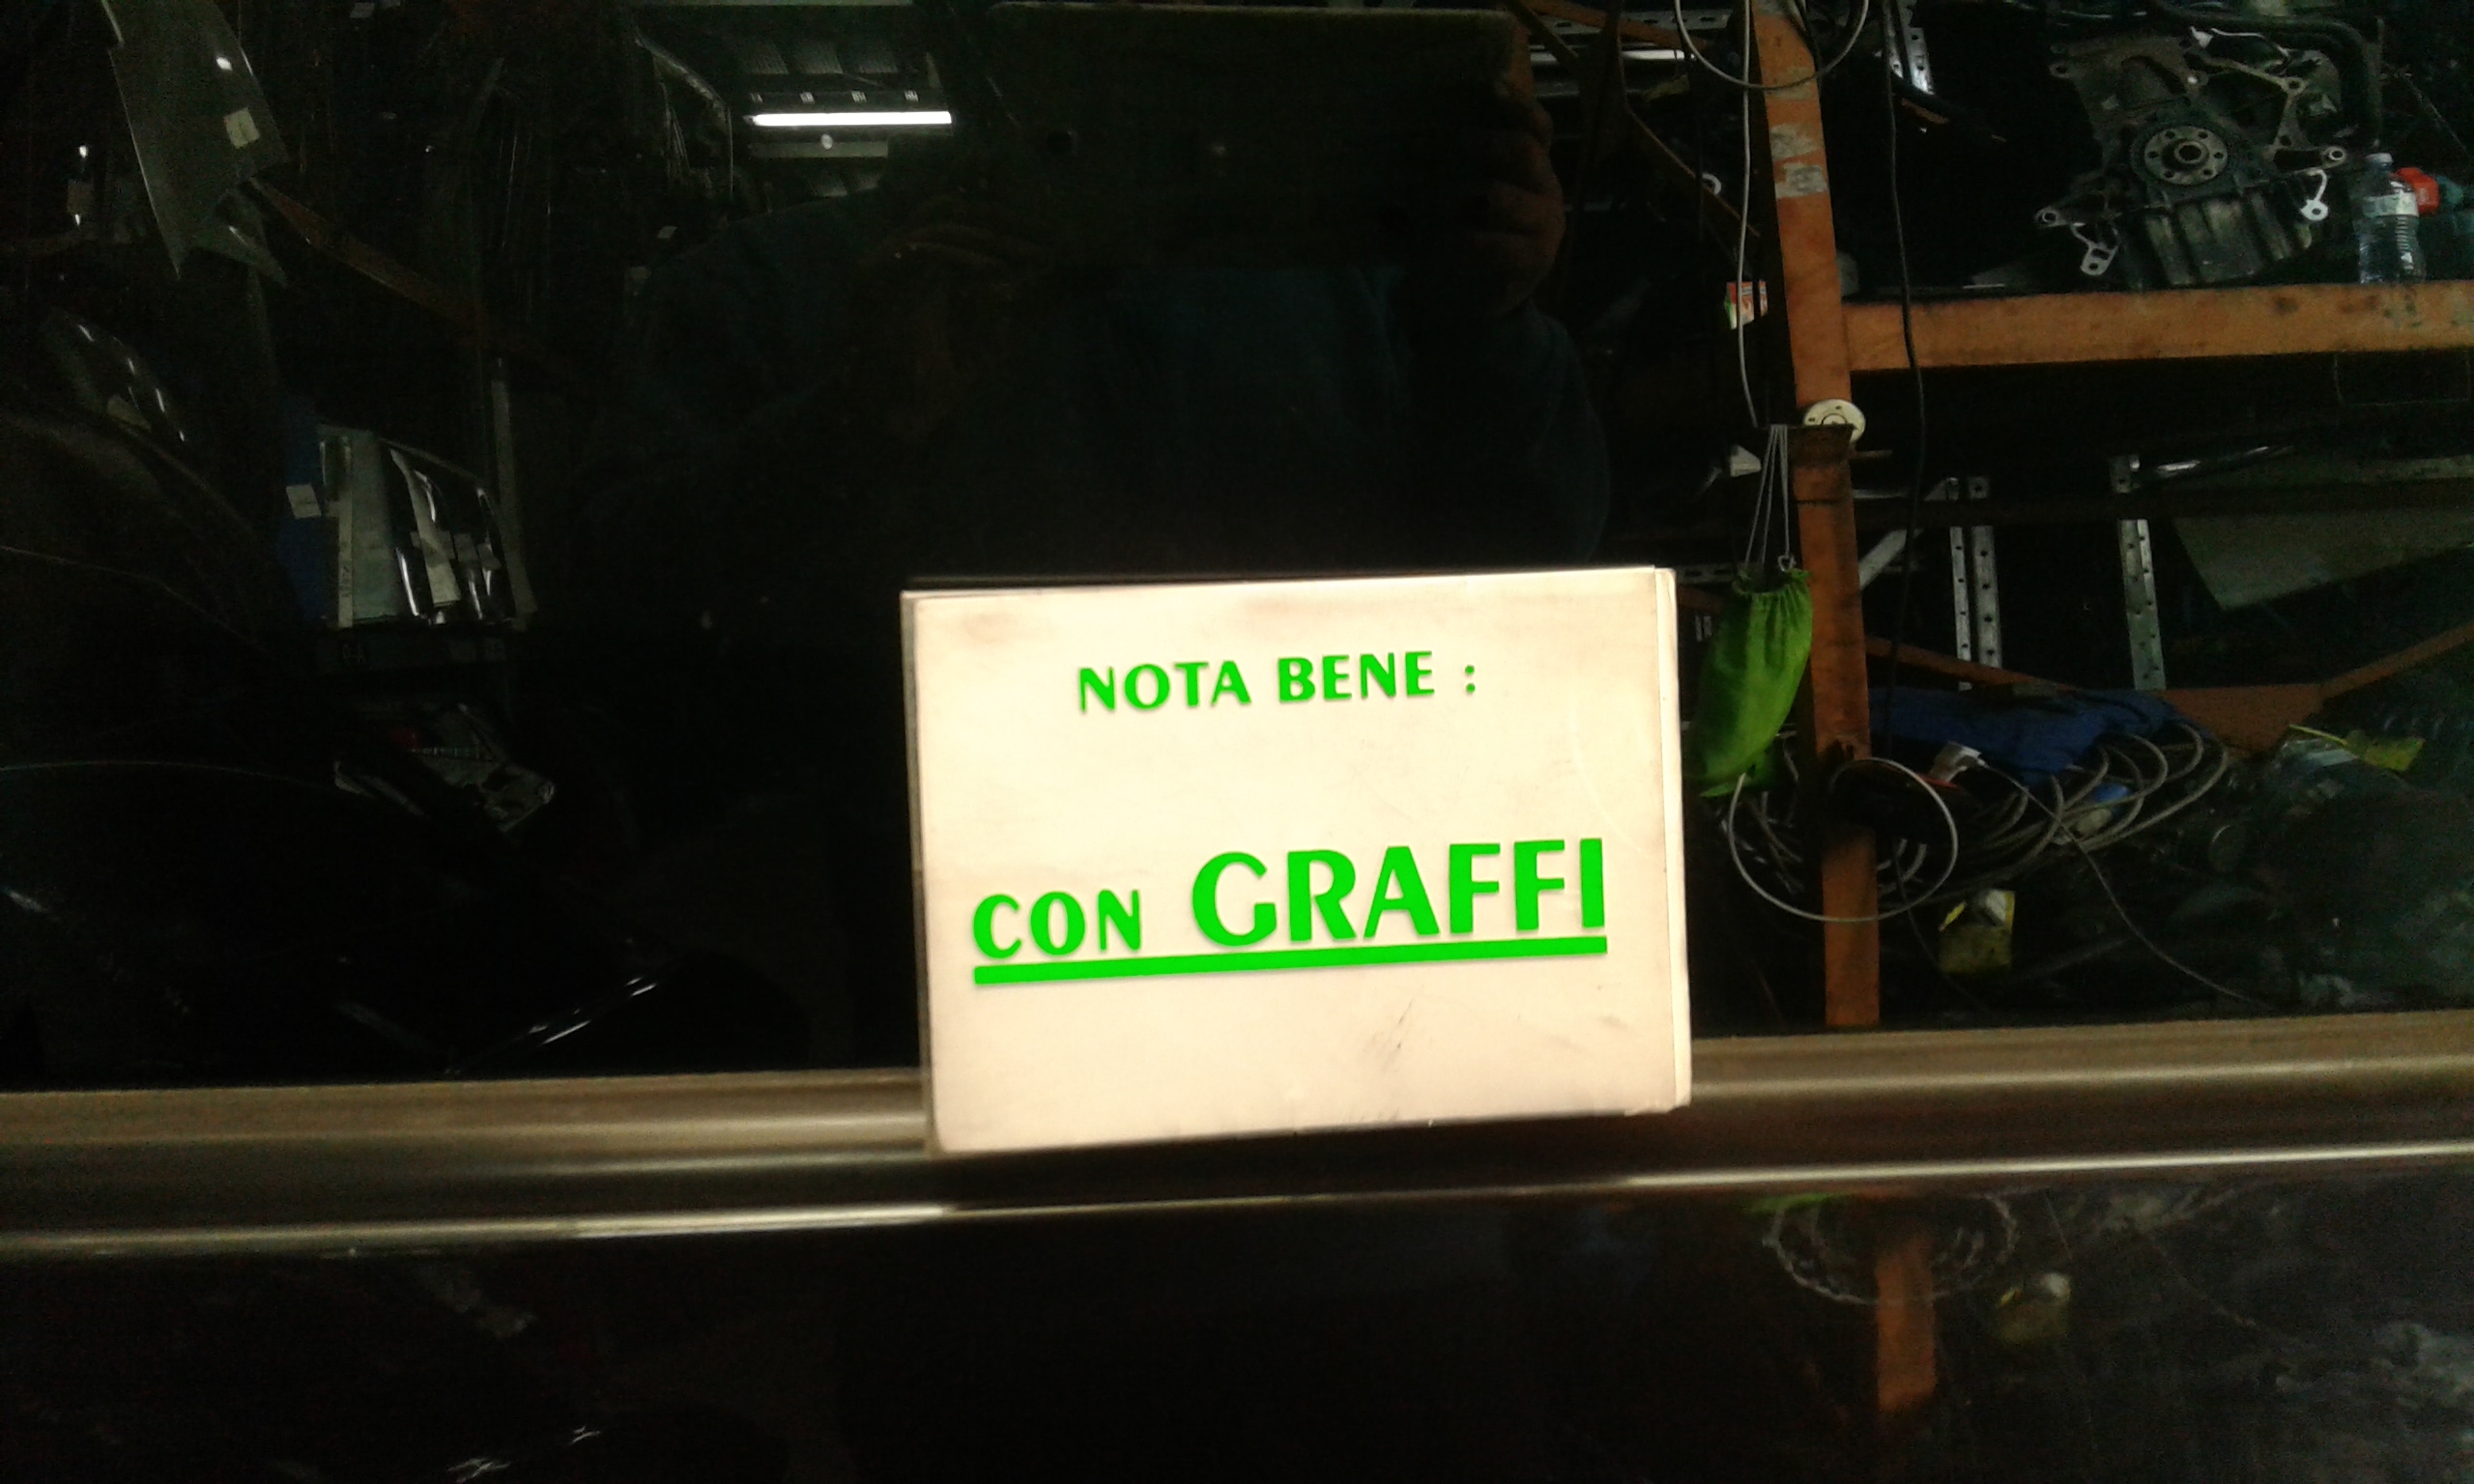 NOTA BENE :
CON GRAFFI